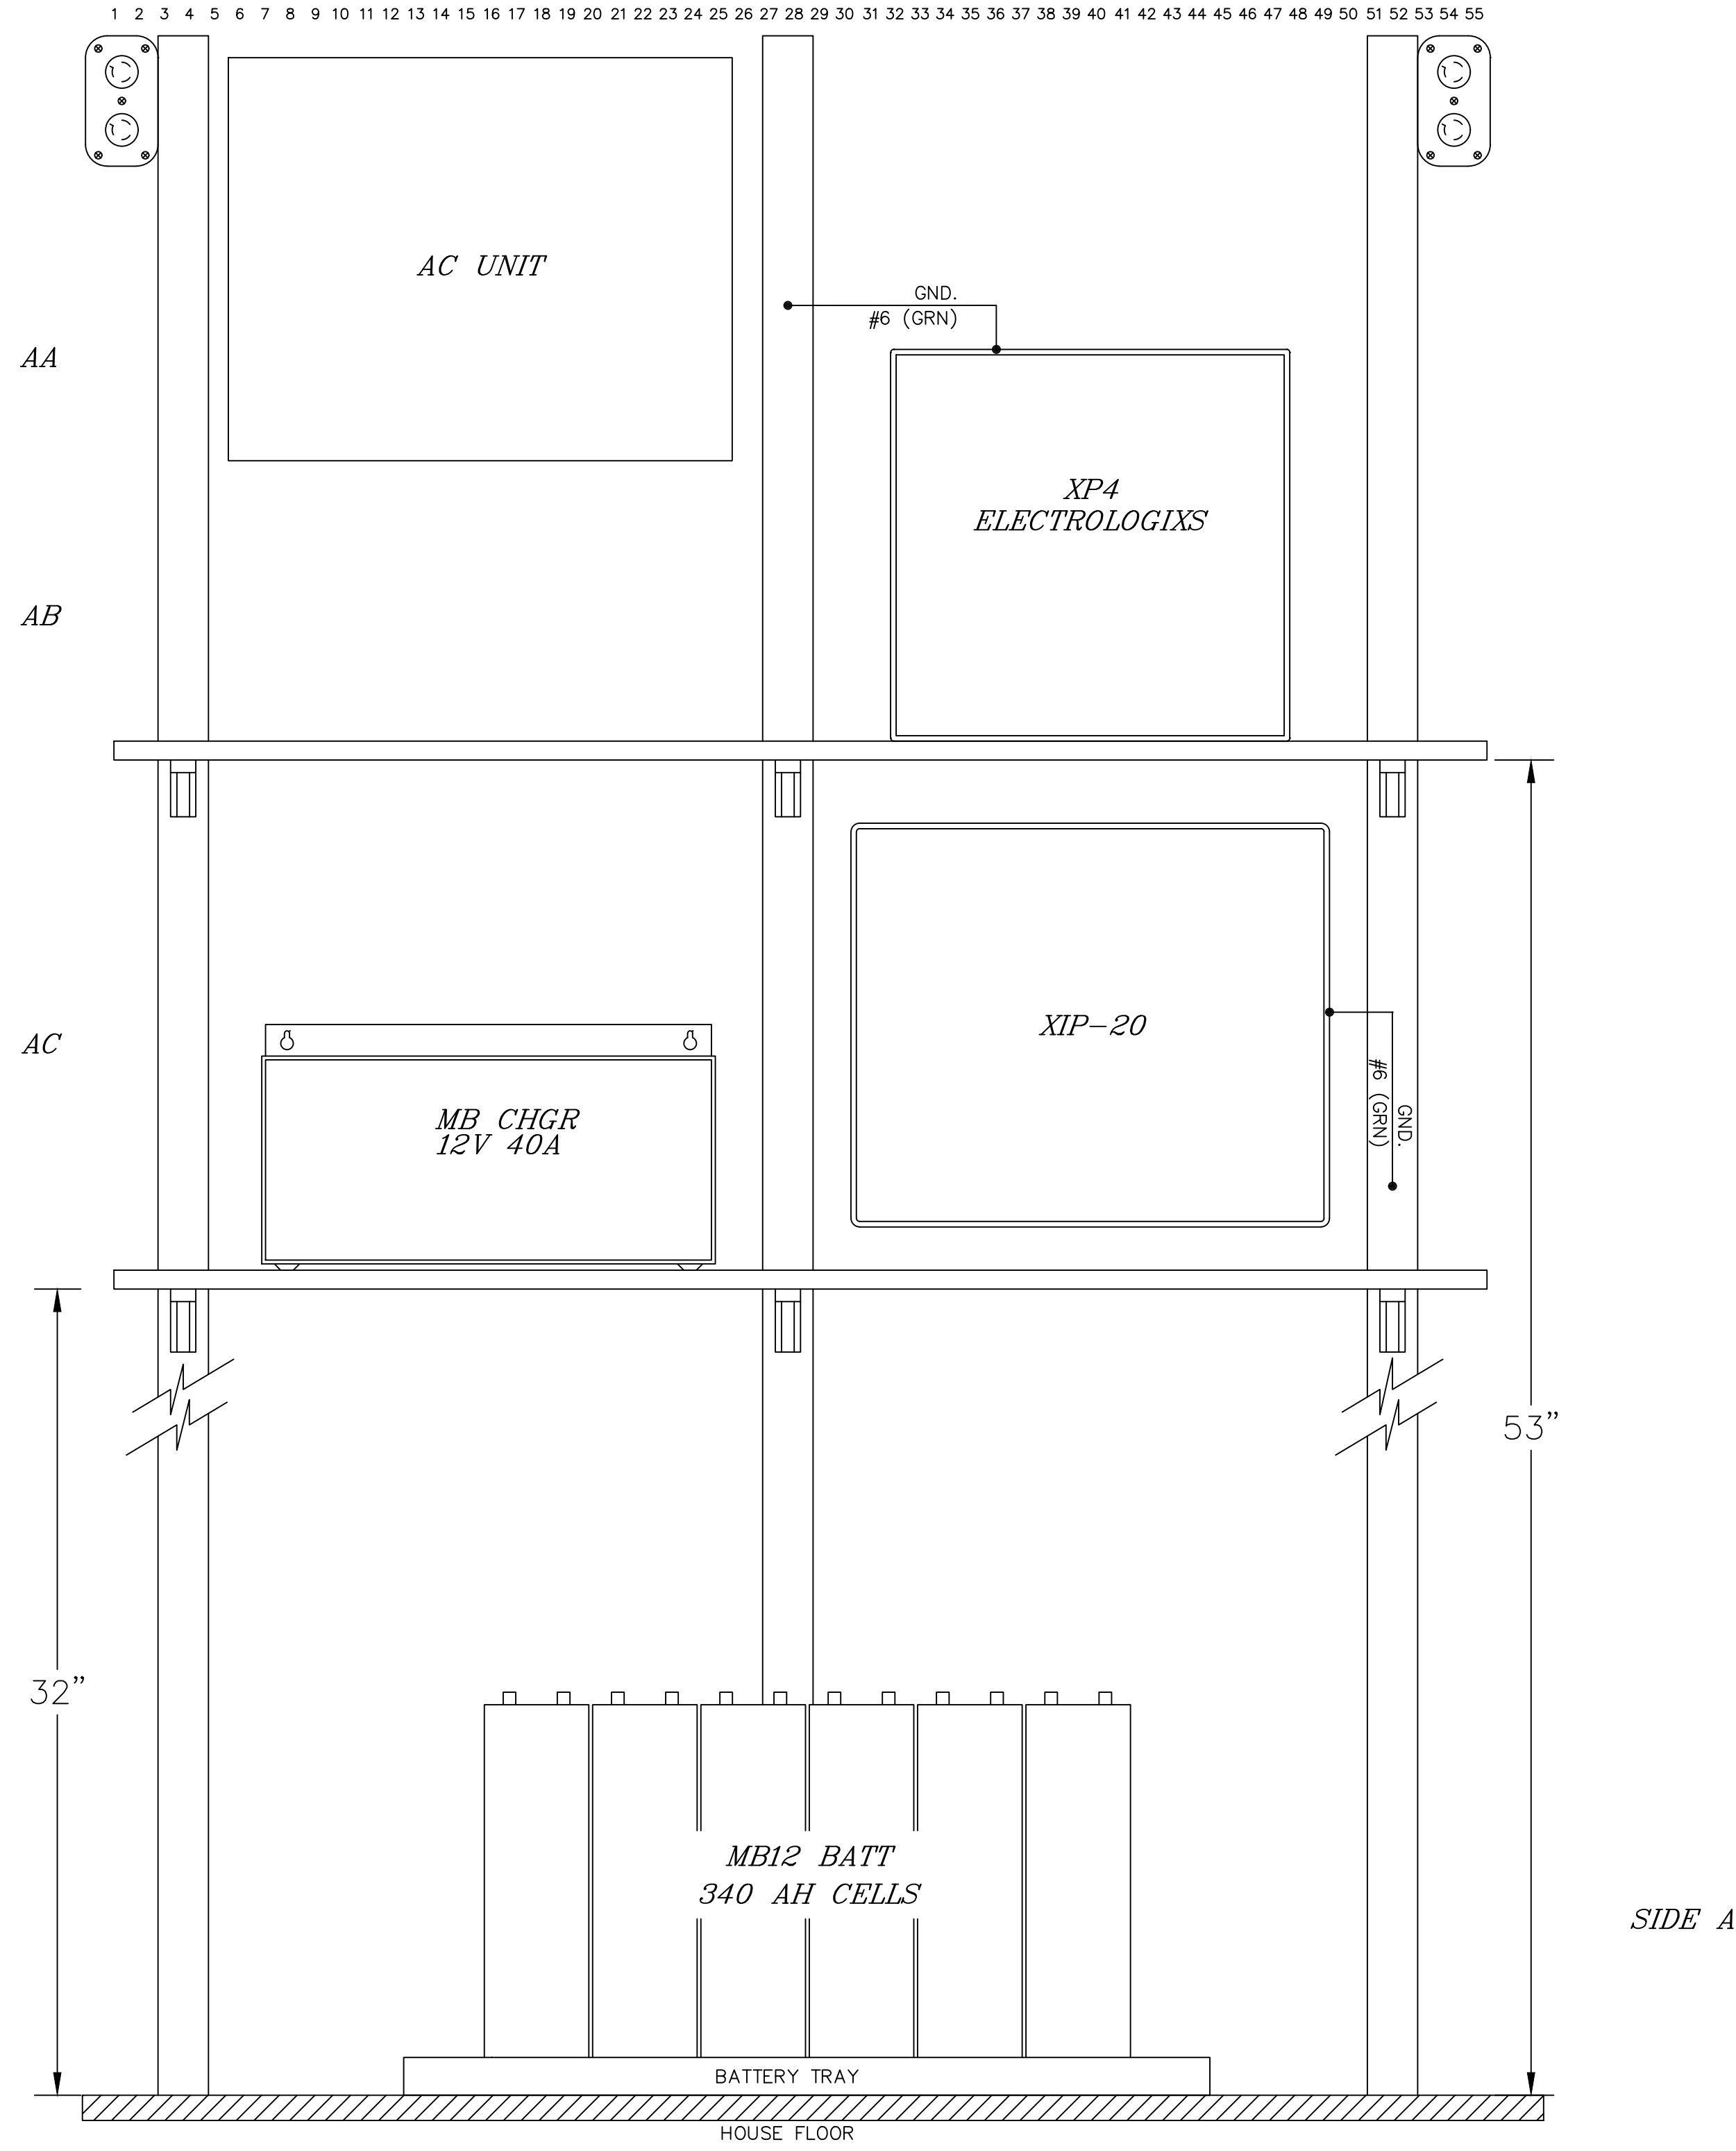 1 2 3 4 5 6 7 8 9 10 11 12 13 14 15 16 17 18 19 20 21 22 23 24 25 26 27 28 29 30 31 32 33 34 35 36 37 38 39 40 41 42 43 44 45 46 47 48 49 50 51 52 53 54 55
AC UNIT
GND.
#6 (GRN)
AA
XP4
ELECTROLOGIXS
AB
XIP-20
AC
#6 (GRN)
GND.
MB CHGR
12V 40A
53"
32"
MB12 BATT
340 AH CELLS
SIDE A
BATTERY TRAY
HOUSE FLOOR